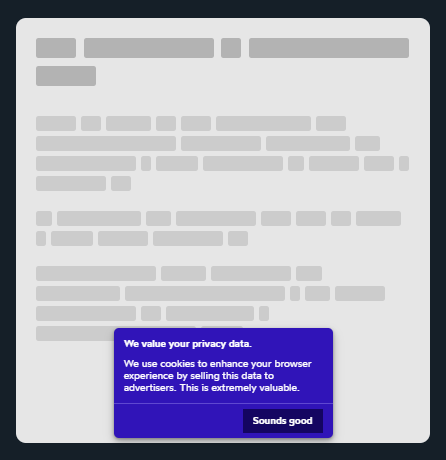 We value your privacy data.
We use cookies to enhance your browser
experience by selling this data to
advertisers. This is extremely valuable.
Sounds good